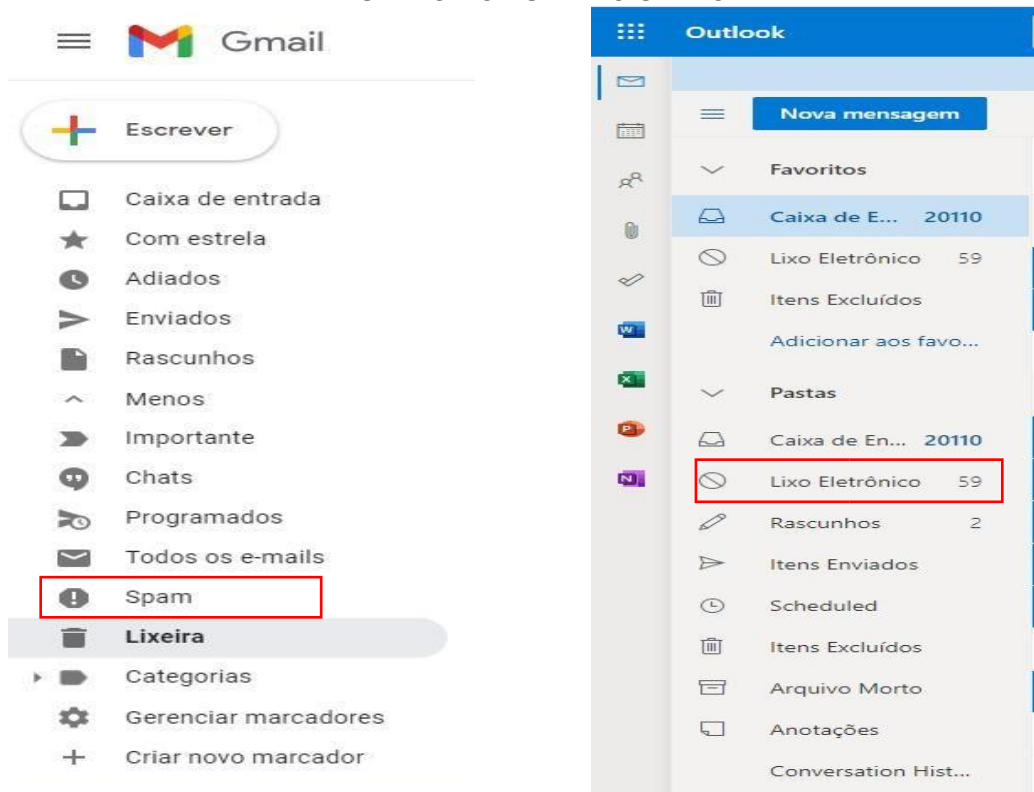 Gmail
Escrever
Caixa de entrada
Com estrela
Adiados
Enviados
Rascunhos
Menos
Importante
Chats
Programados
Todos os e-mails
Spam
Lixeira
Categorias
Gerenciar marcadores
Criar novo marcador
Outlook
Nova mensagem
Favoritos
Caixa de E... 20110
Lixo Eletrônico 59
Itens Excluídos
Adicionar aos favo...
Pastas
Caixa de En... 20110
Lixo Eletrônico 59
Rascunhos 2
Itens Enviados
Scheduled
Itens Excluídos
Arquivo Morto
Anotações
Conversation Hist...